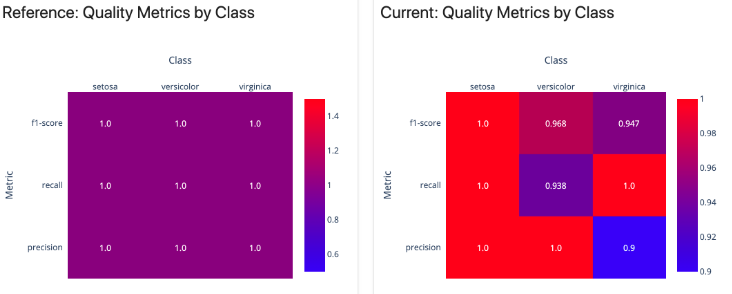 Reference: Quality Metrics by Class
Class
setosa versicolor virginica
f1-score 1.0 1.0 1.0
recall 1.0 1.0 1.0
precision 1.0 1.0 1.0
Metric
1.4
1.2
1
0.8
0.6
Current: Quality Metrics by Class
Class
setosa versicolor virginica
f1-score 1.0 0.968 0.947
recall 1.0 0.938 1.0
precision 1.0 1.0 0.9
Metric
1
0.98
0.96
0.94
0.92
0.9